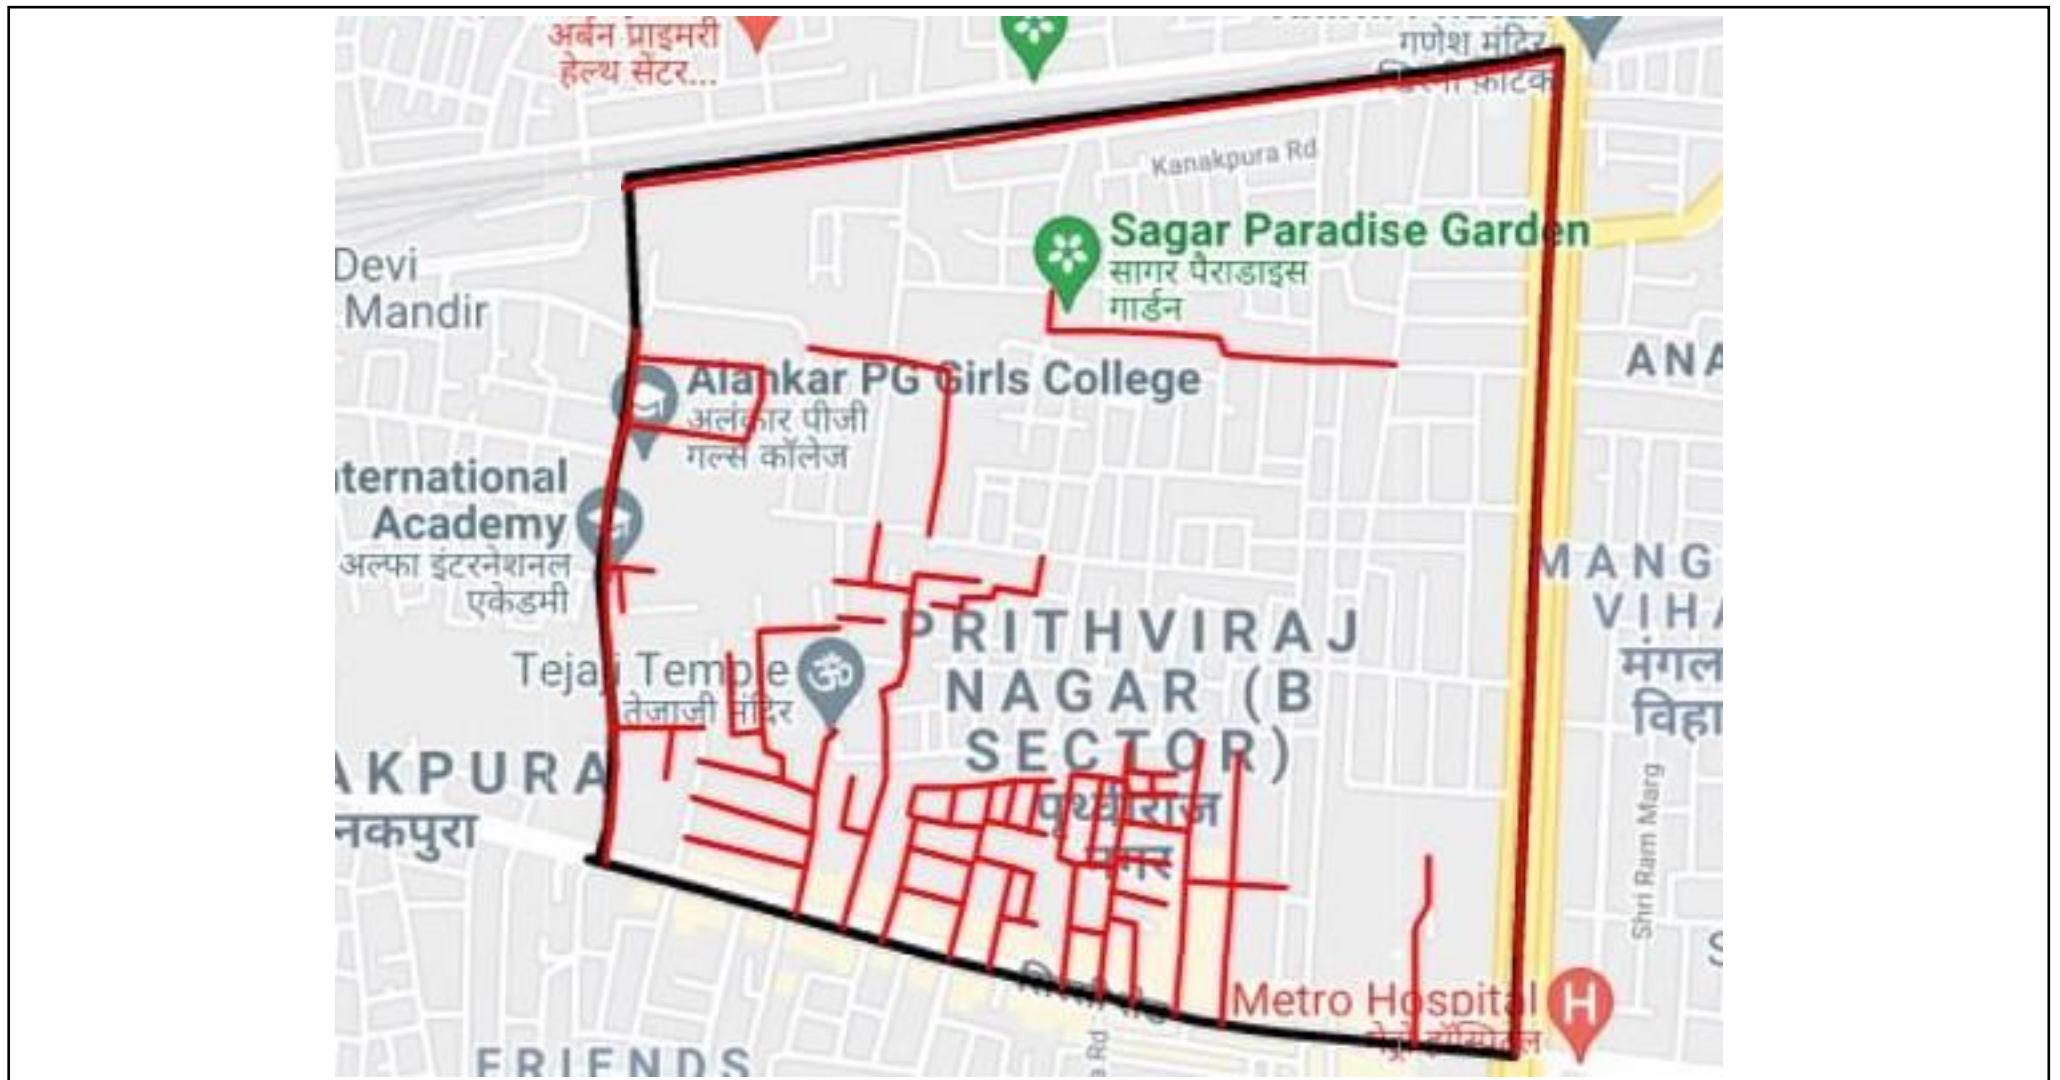 अर्बन प्राइमरी
हेल्थ सेंटर...
गणेश मंदिर
Kanakpura Rd
Sagar Paradise Garden
सागर पैराडाइस
गार्डन
Devi
Mandir
ANA
Alankar PG Girls College
अलंकार पीजी
गर्ल्स कॉलेज
nternational
Academy
अल्फा इंटरनेशनल
एकेडमी
MANG
VIHA
मंगल
विहा
PRITHVIRAJ
NAGAR (B
SECTOR)
पृथ्वीराज
नगर
Tejaji Temple
तेजाजी मंदिर
AKPURA
नकपुरा
Shri Ram Marg
S
Metro Hospital
मेट्रो हॉस्पिटल
e Rd
FRIENDS